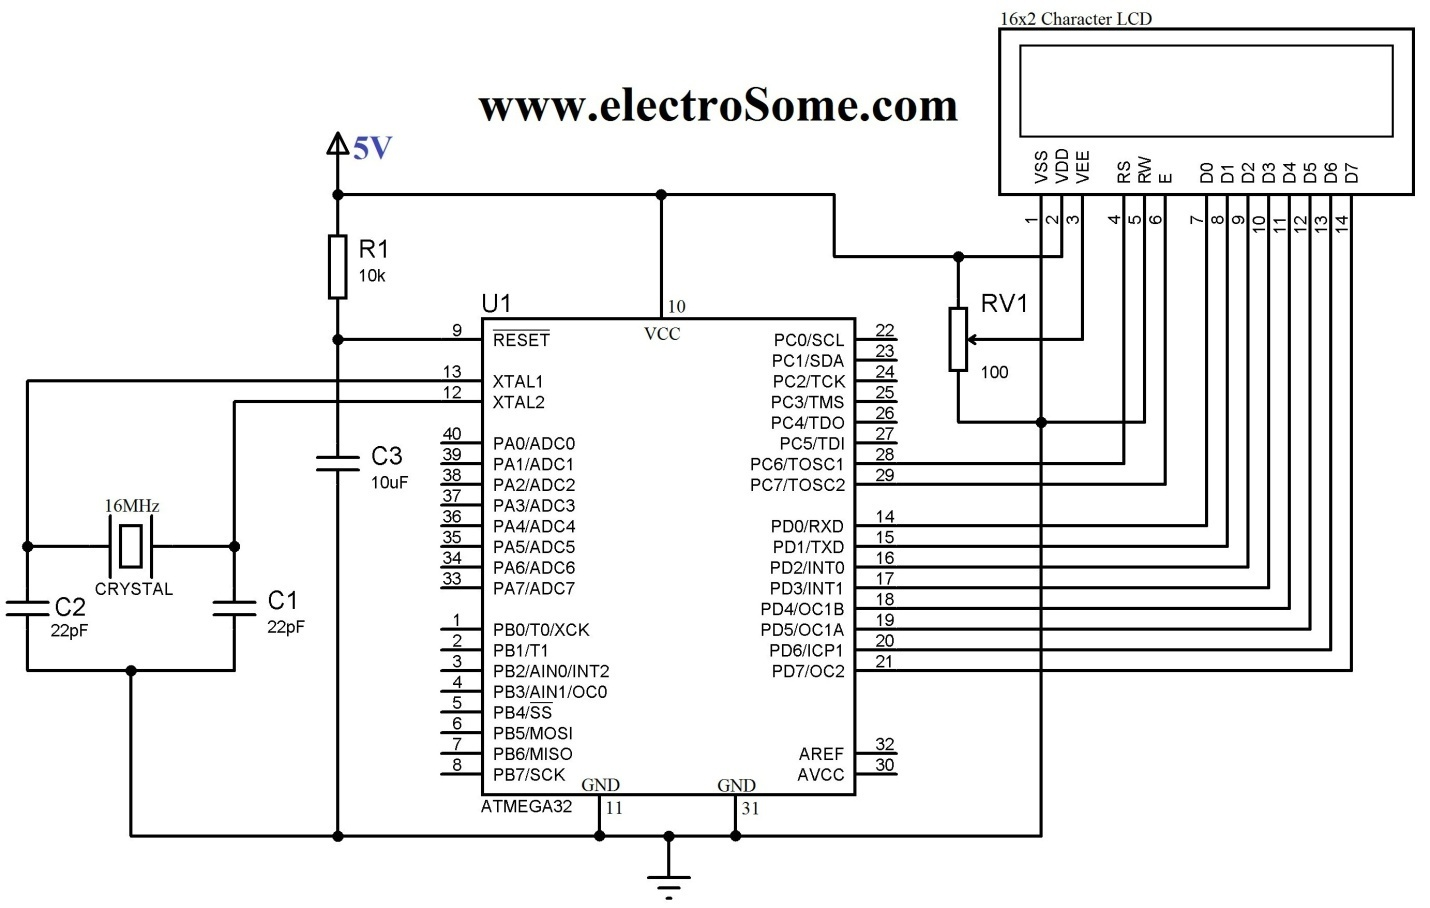 16x2 Character LCD
www.electroSome.com
5V
VSS
VDD
VEE
RS
RW
E
D0
D1
D2
D3
D4
D5
D6
D7
1
2
3
4
5
6
7
8
9
10
11
12
13
14
R1
10k
RV1
100
U1
10
VCC
9 RESET
13 XTAL1
12 XTAL2
40 PA0/ADC0
39 PA1/ADC1
38 PA2/ADC2
37 PA3/ADC3
36 PA4/ADC4
35 PA5/ADC5
34 PA6/ADC6
33 PA7/ADC7
1 PB0/T0/XCK
2 PB1/T1
3 PB2/AIN0/INT2
4 PB3/AIN1/OC0
5 PB4/SS
6 PB5/MOSI
7 PB6/MISO
8 PB7/SCK
PC0/SCL 22
PC1/SDA 23
PC2/TCK 24
PC3/TMS 25
PC4/TDO 26
PC5/TDI 27
PC6/TOSC1 28
PC7/TOSC2 29
PD0/RXD 14
PD1/TXD 15
PD2/INT0 16
PD3/INT1 17
PD4/OC1B 18
PD5/OC1A 19
PD6/ICP1 20
PD7/OC2 21
AREF 32
AVCC 30
GND
11
GND
31
ATMEGA32
C3
10uF
16MHz
CRYSTAL
C2
22pF
C1
22pF